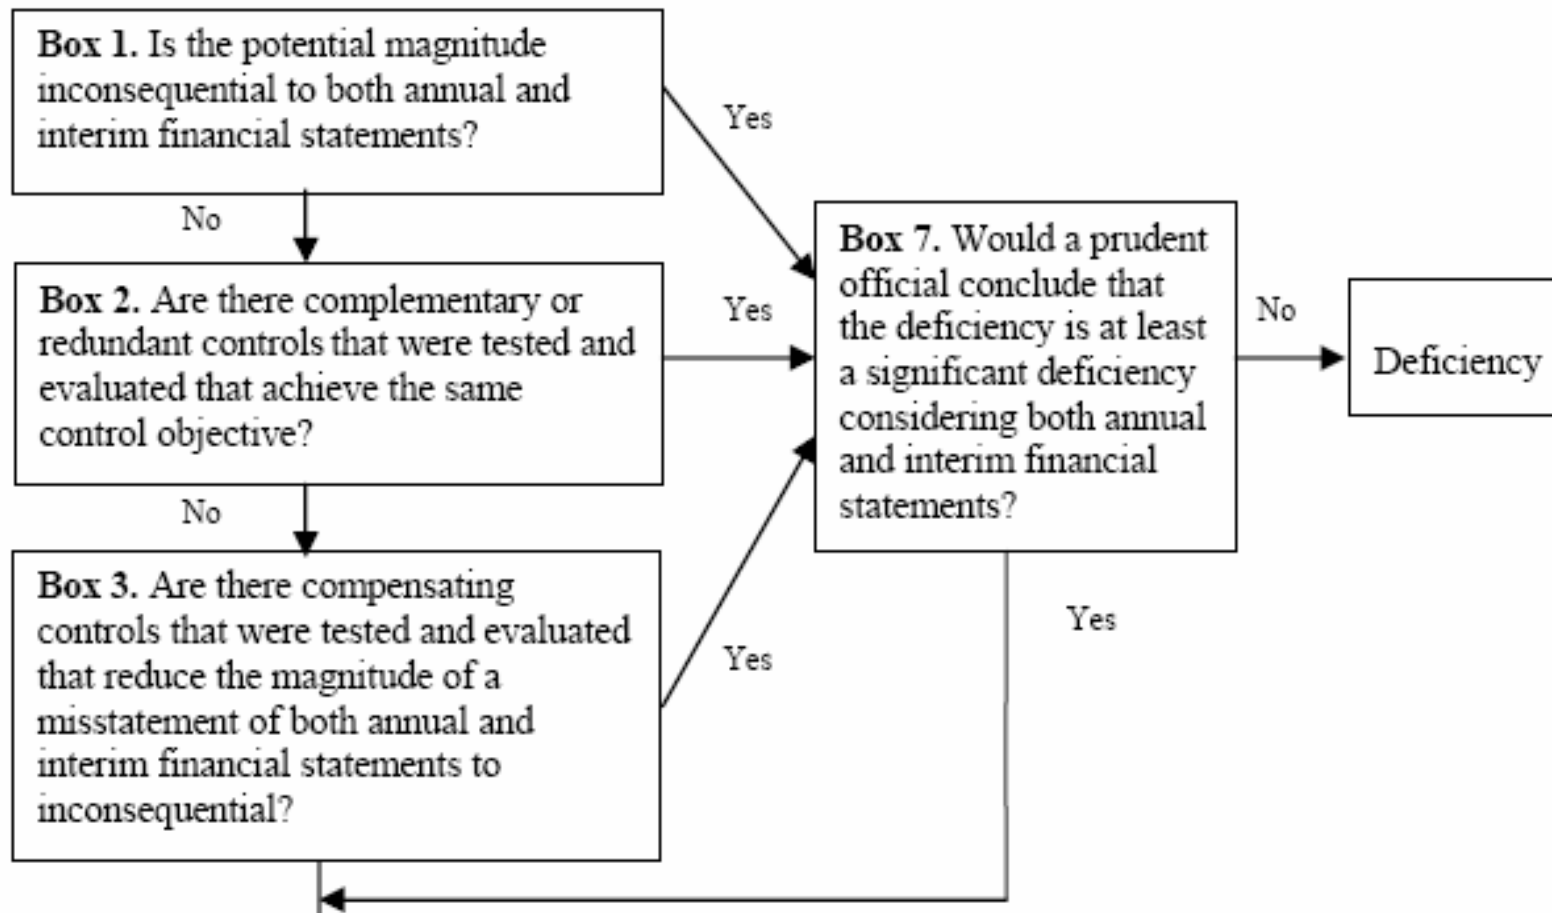 Box 1. Is the potential magnitude
inconsequential to both annual and
interim financial statements?
Yes
No
Box 2. Are there complementary or
redundant controls that were tested and
evaluated that achieve the same
control objective?
Yes
No
Box 3. Are there compensating
controls that were tested and evaluated
that reduce the magnitude of a
misstatement of both annual and
interim financial statements to
inconsequential?
Yes
Box 7. Would a prudent
official conclude that
the deficiency is at least
a significant deficiency
considering both annual
and interim financial
statements?
No
Yes
Deficiency